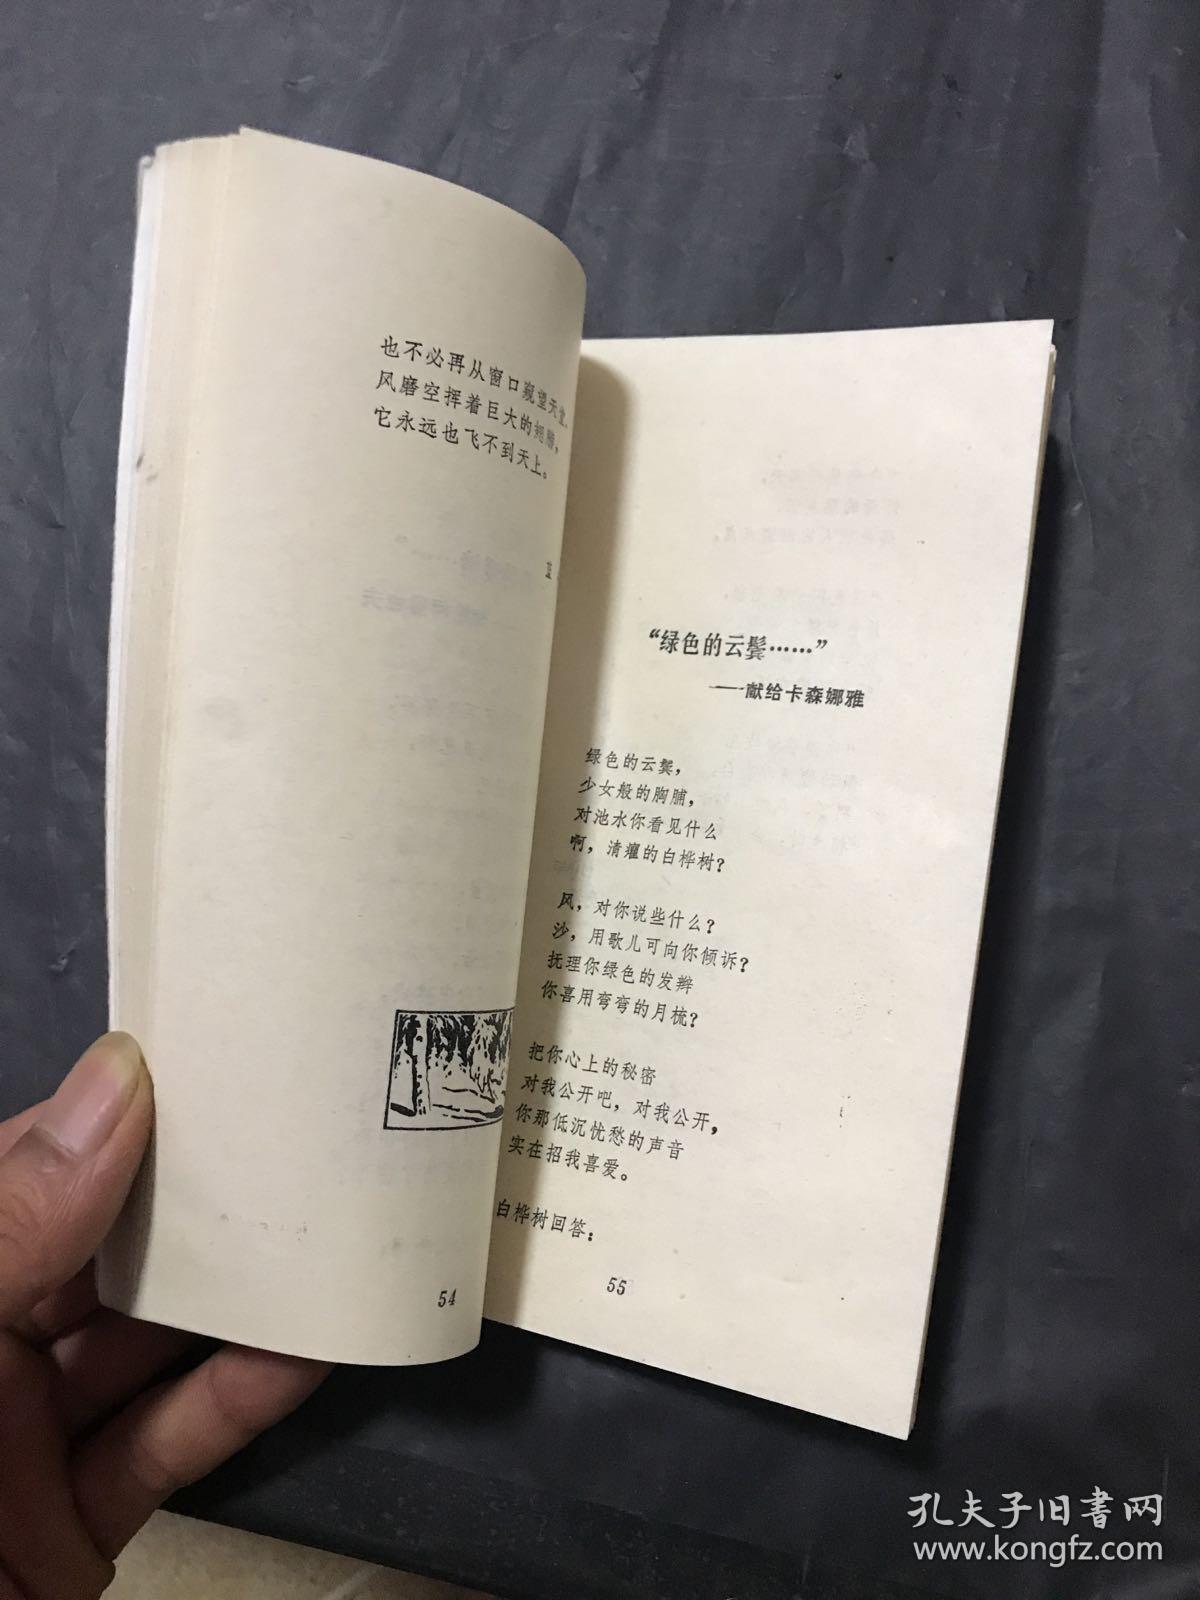 也不必再从窗口窥望天堂。
风磨空挥着巨大的翅膀，
它永远也飞不到天上。
54
“绿色的云鬓……”
——献给卡森娜雅
绿色的云鬓，
少女般的胸脯，
对池水你看见什么
啊，清癯的白桦树？
风，对你说些什么？
沙，用歌儿可向你倾诉？
抚理你绿色的发辫
你喜用弯弯的月梳？
把你心上的秘密
对我公开吧，对我公开，
你那低沉忧愁的声音
实在招我喜爱。
白桦树回答：
55
孔夫子旧书网
www.kongfz.com